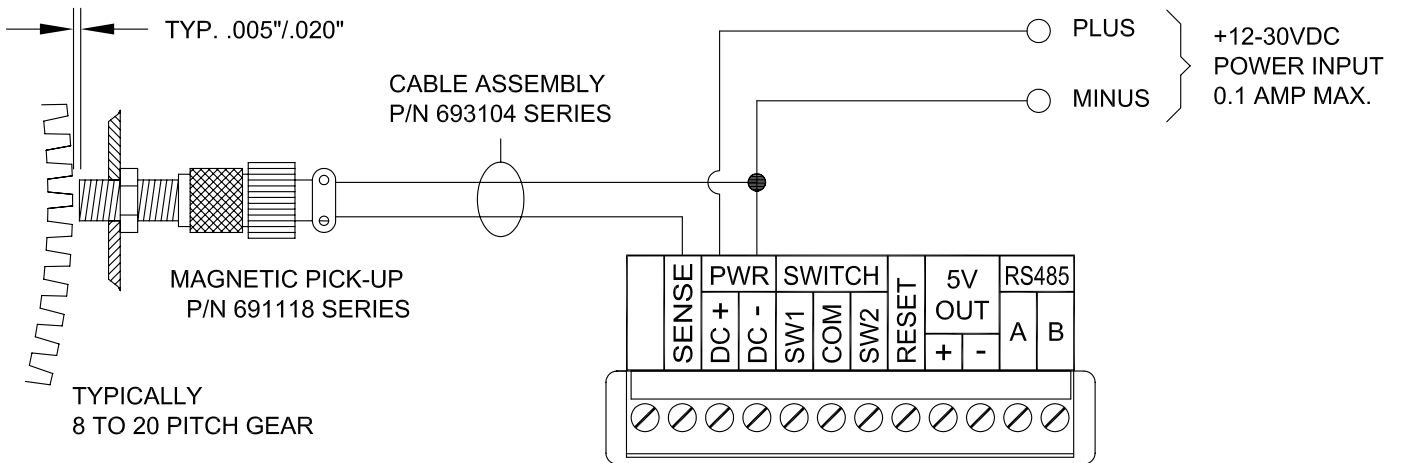 TYP. .005"/.020"
PLUS
MINUS
+12-30VDC
POWER INPUT
0.1 AMP MAX.
CABLE ASSEMBLY
P/N 693104 SERIES
MAGNETIC PICK-UP
P/N 691118 SERIES
TYPICALLY
8 TO 20 PITCH GEAR
SENSE
PWR
DC +
DC -
SWITCH
SW1
COM
SW2
RESET
5V
OUT
+ -
RS485
A B